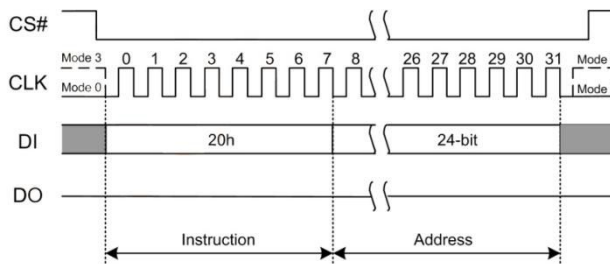 CS#
Mode 3
0 1 2 3 4 5 6 7 8 26 27 28 29 30 31
Mode
CLK
Mode 0
Mode
DI
20h
24-bit
DO
Instruction
Address